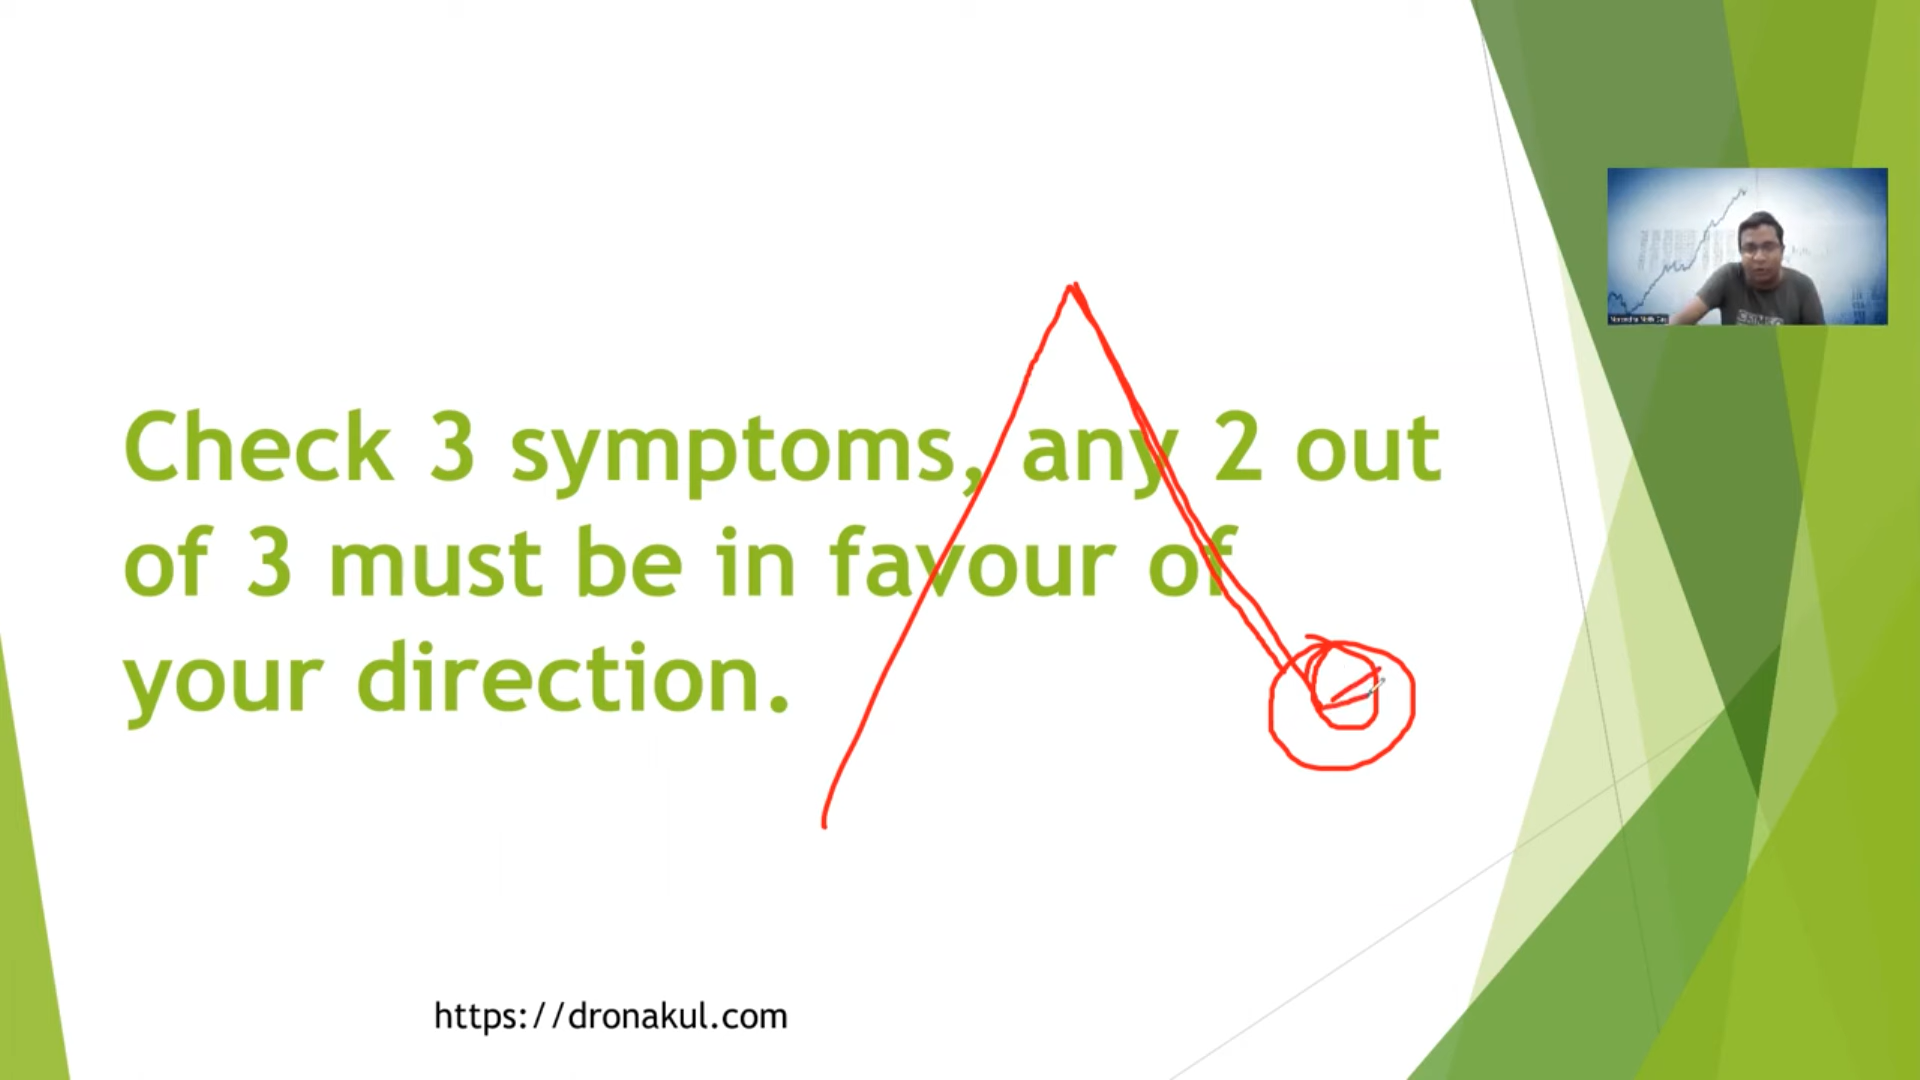 Check 3 symptoms, any 2 out
of 3 must be in favour of
your direction.
https://dronakul.com